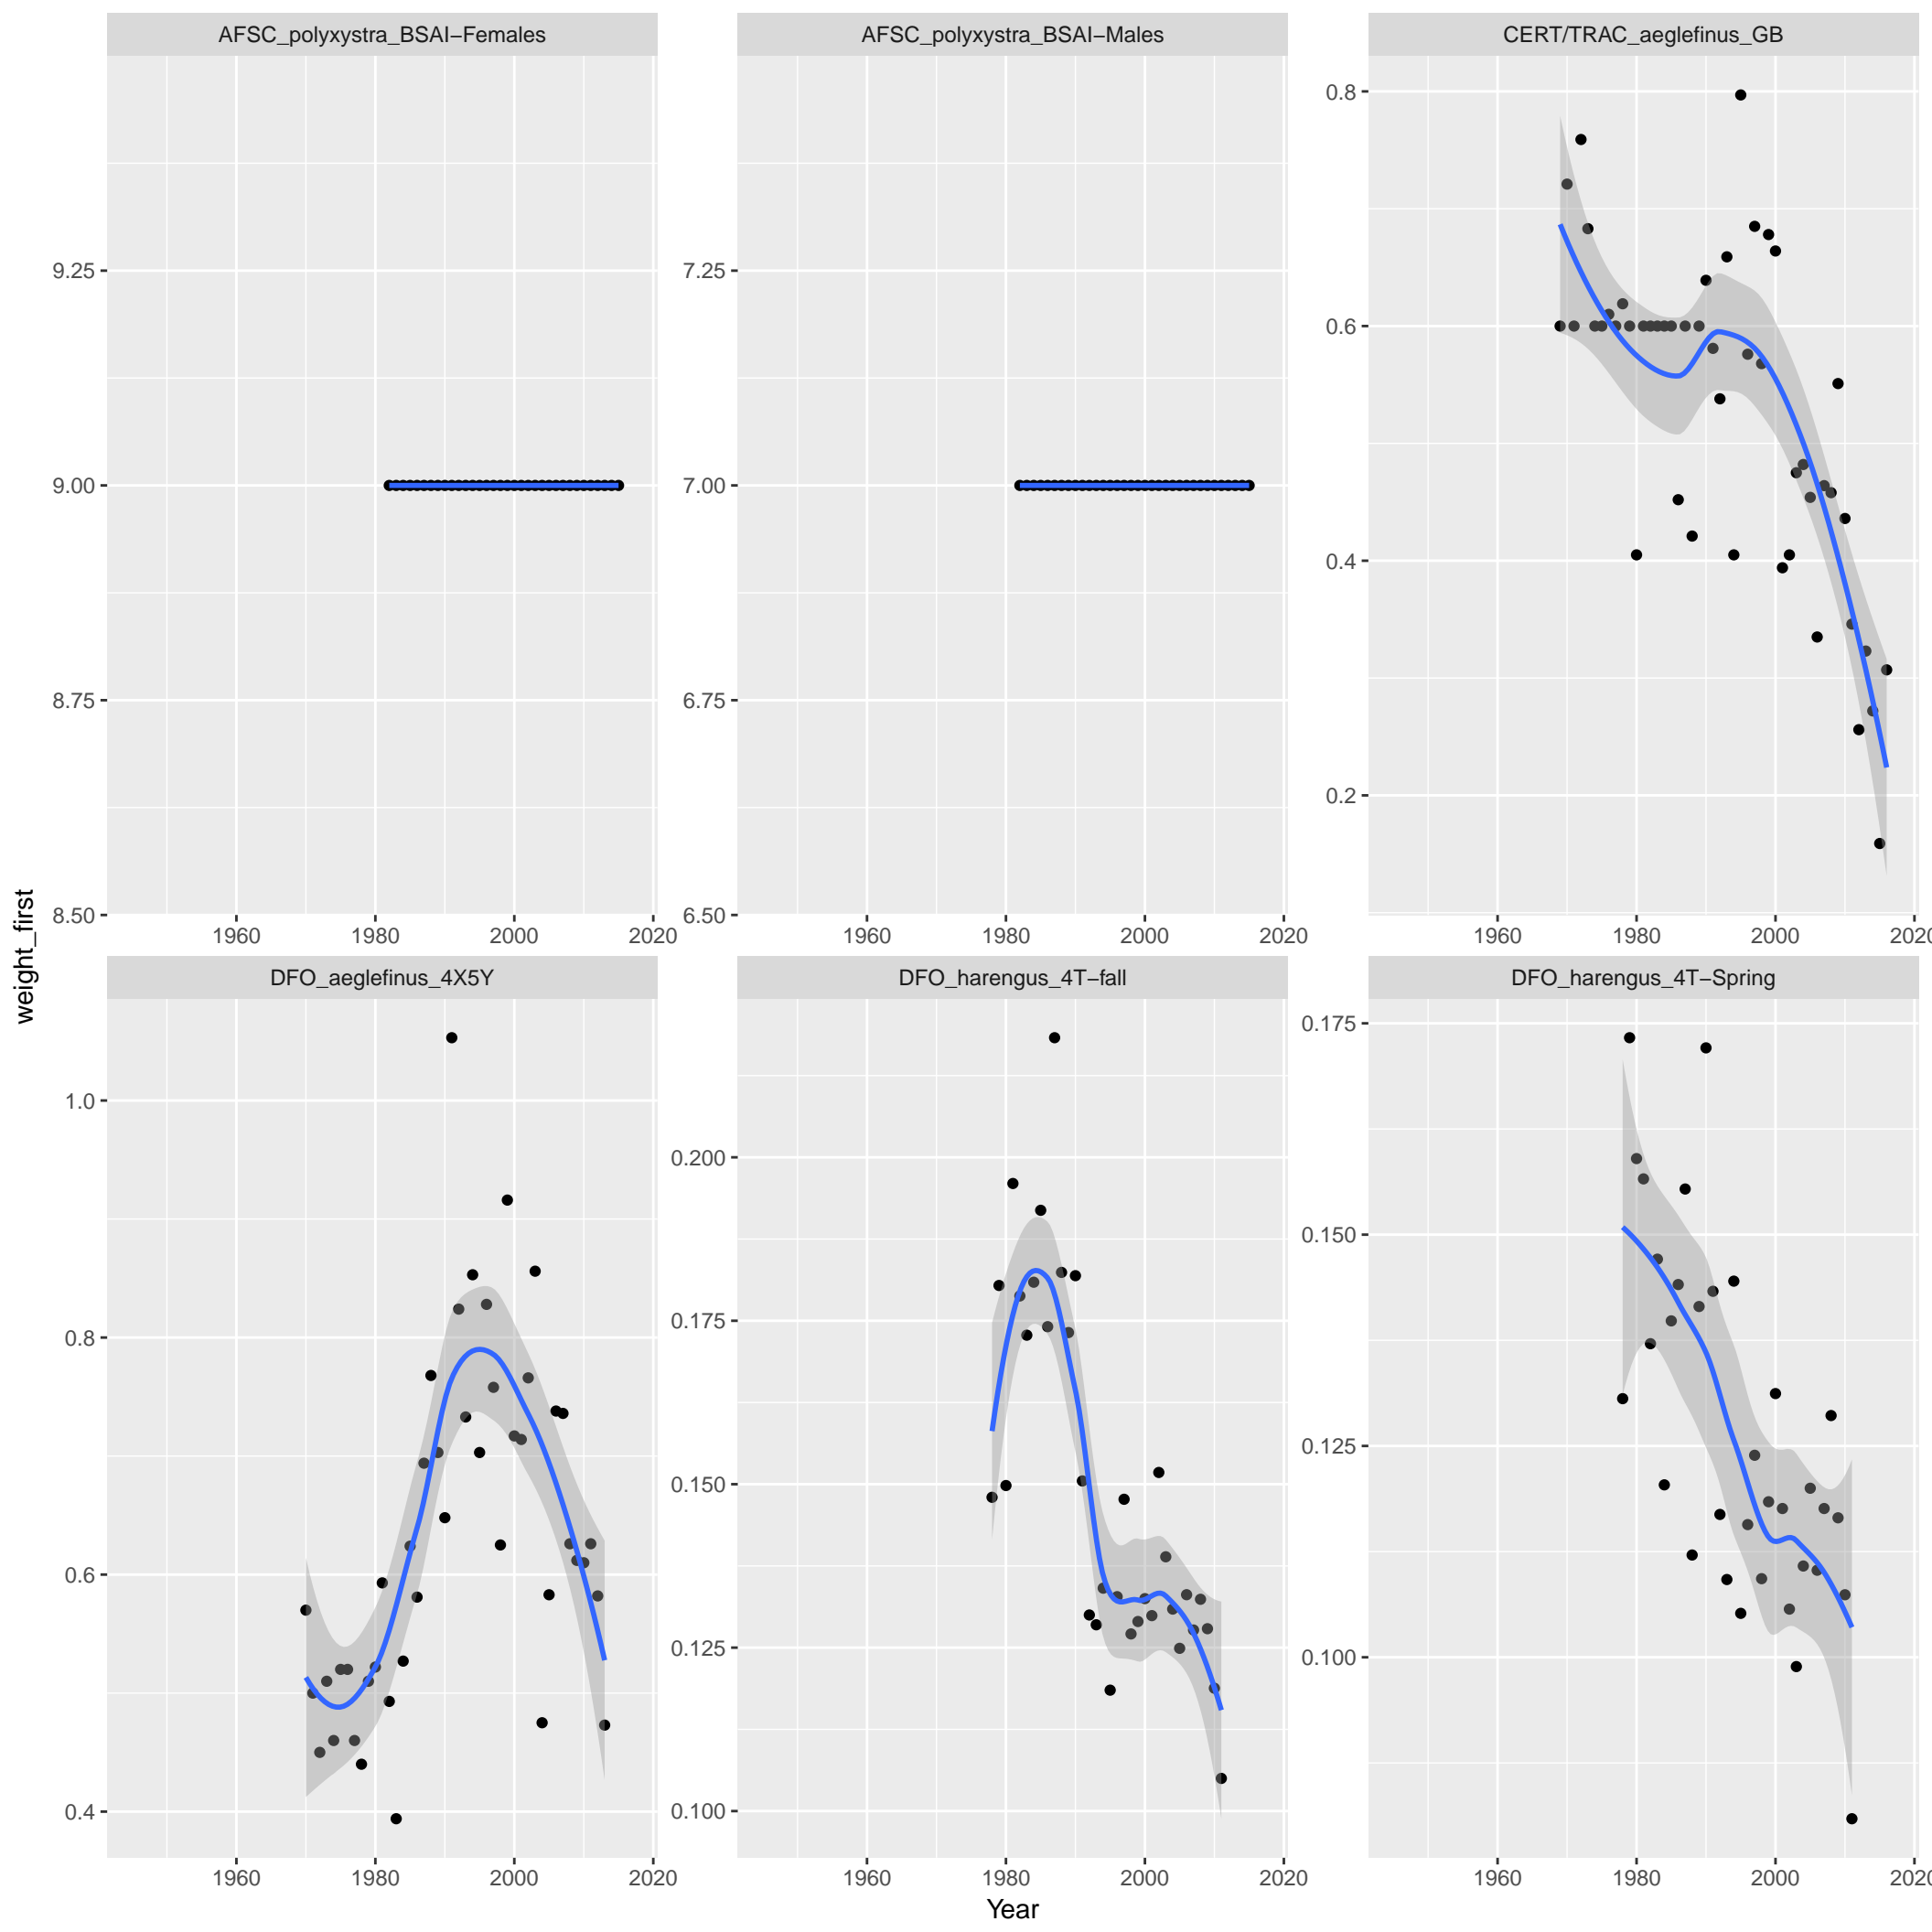 AFSC_polyxystra_BSAI−Females
AFSC_polyxystra_BSAI−Males
CERT/TRAC_aeglefinus_GB
9.25
9.00
8.75
8.50
1960 1980 2000 2020
7.25
7.00
6.75
6.50
1960 1980 2000 2020
0.8
0.6
0.4
0.2
1960 1980 2000 202
weight_first
DFO_aeglefinus_4X5Y
DFO_harengus_4T−fall
DFO_harengus_4T−Spring
1.0
0.8
0.6
0.4
1960 1980 2000 2020
0.200
0.175
0.150
0.125
0.100
1960 1980 2000 2020
0.175
0.150
0.125
0.100
1960 1980 2000 202
Year